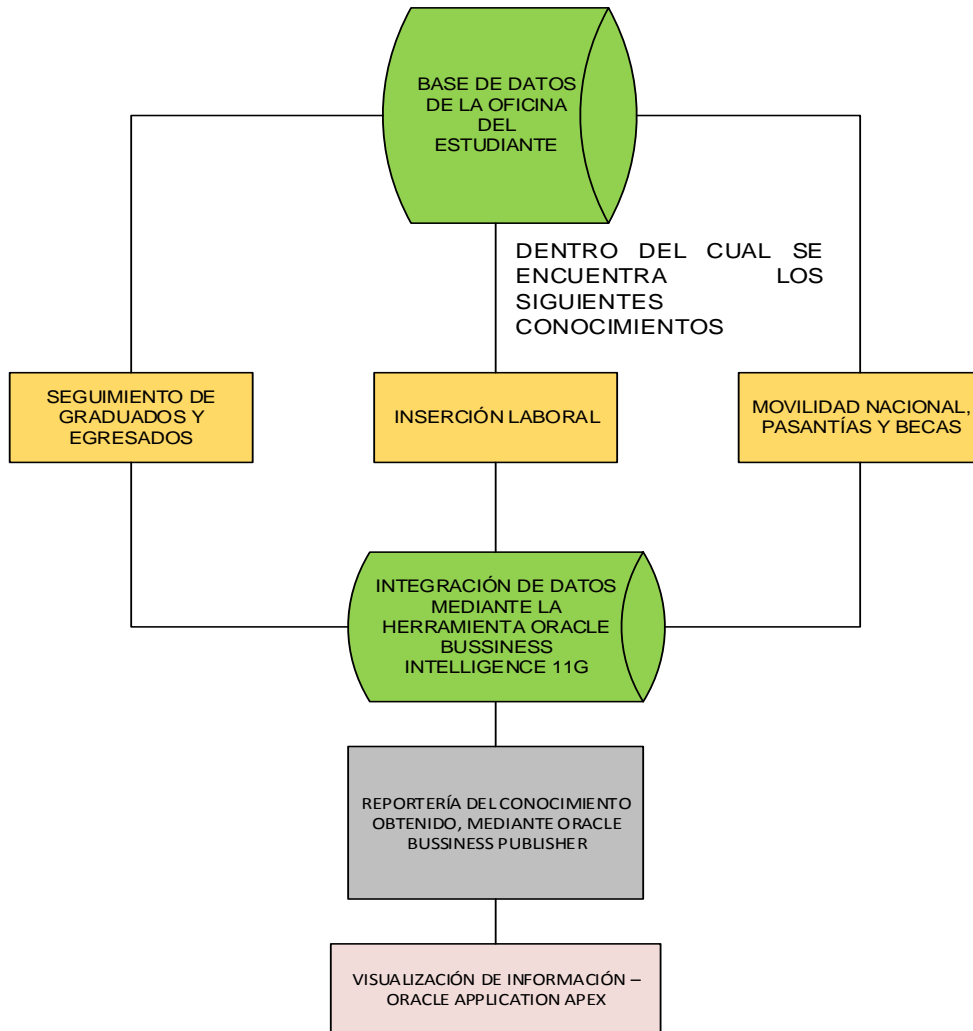 BASE DE DATOS
DE LA OFICINA
DEL
ESTUDIANTE
DENTRO DEL CUAL SE
ENCUENTRA LOS
SIGUIENTES
CONOCIMIENTOS
SEGUIMIENTO DE
GRADUADOS Y
EGRESADOS
INSERCIÓN LABORAL
MOVILIDAD NACIONAL,
PASANTÍAS Y BECAS
INTEGRACIÓN DE DATOS
MEDIANTE LA
HERRAMIENTA ORACLE
BUSSINESS
INTELLIGENCE 11G
REPORTERÍA DEL CONOCIMIENTO
OBTENIDO, MEDIANTE ORACLE
BUSSINESS PUBLISHER
VISUALIZACIÓN DE INFORMACIÓN –
ORACLE APPLICATION APEX